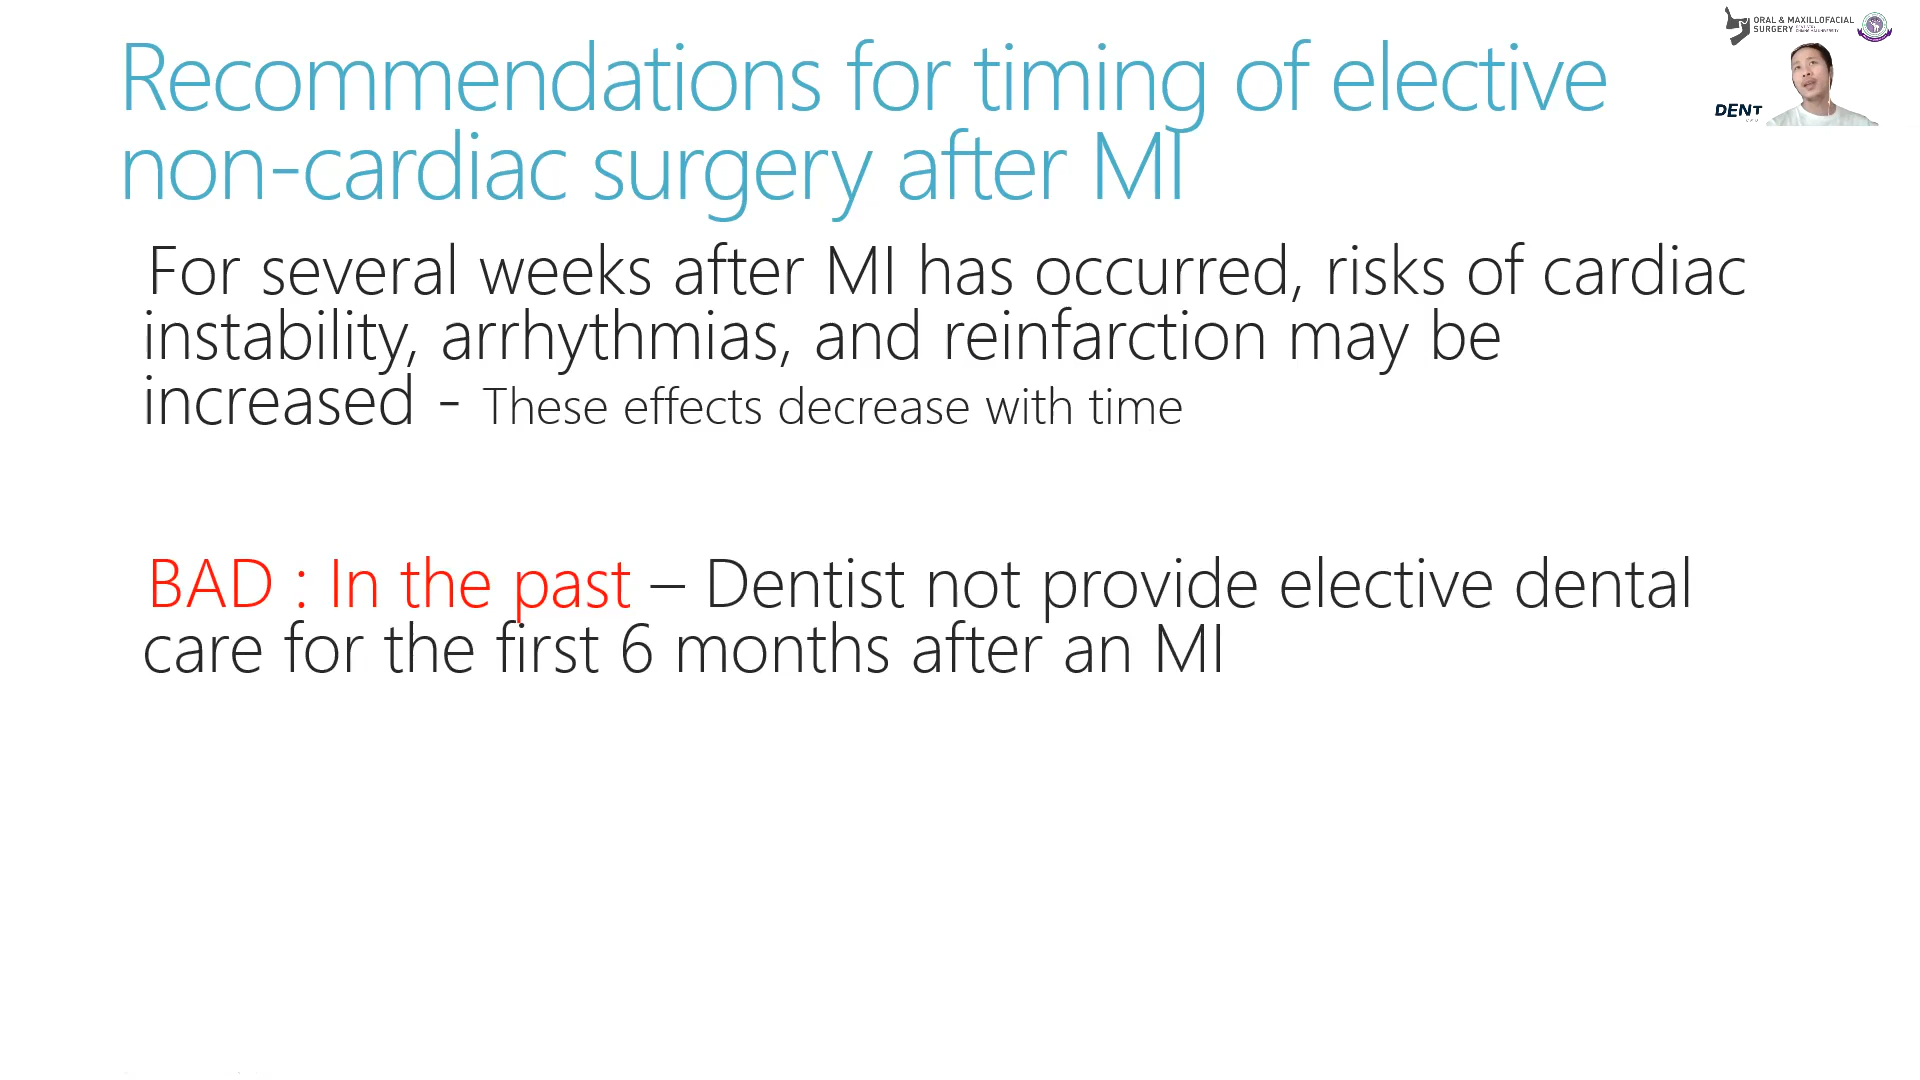 ORAL & MAXILLOFACIAL
SURGERY
DENT
Recommendations for timing of elective
non-cardiac surgery after MI
For several weeks after MI has occurred, risks of cardiac
instability, arrhythmias, and reinfarction may be
increased - These effects decrease with time
BAD : In the past – Dentist not provide elective dental
care for the first 6 months after an MI